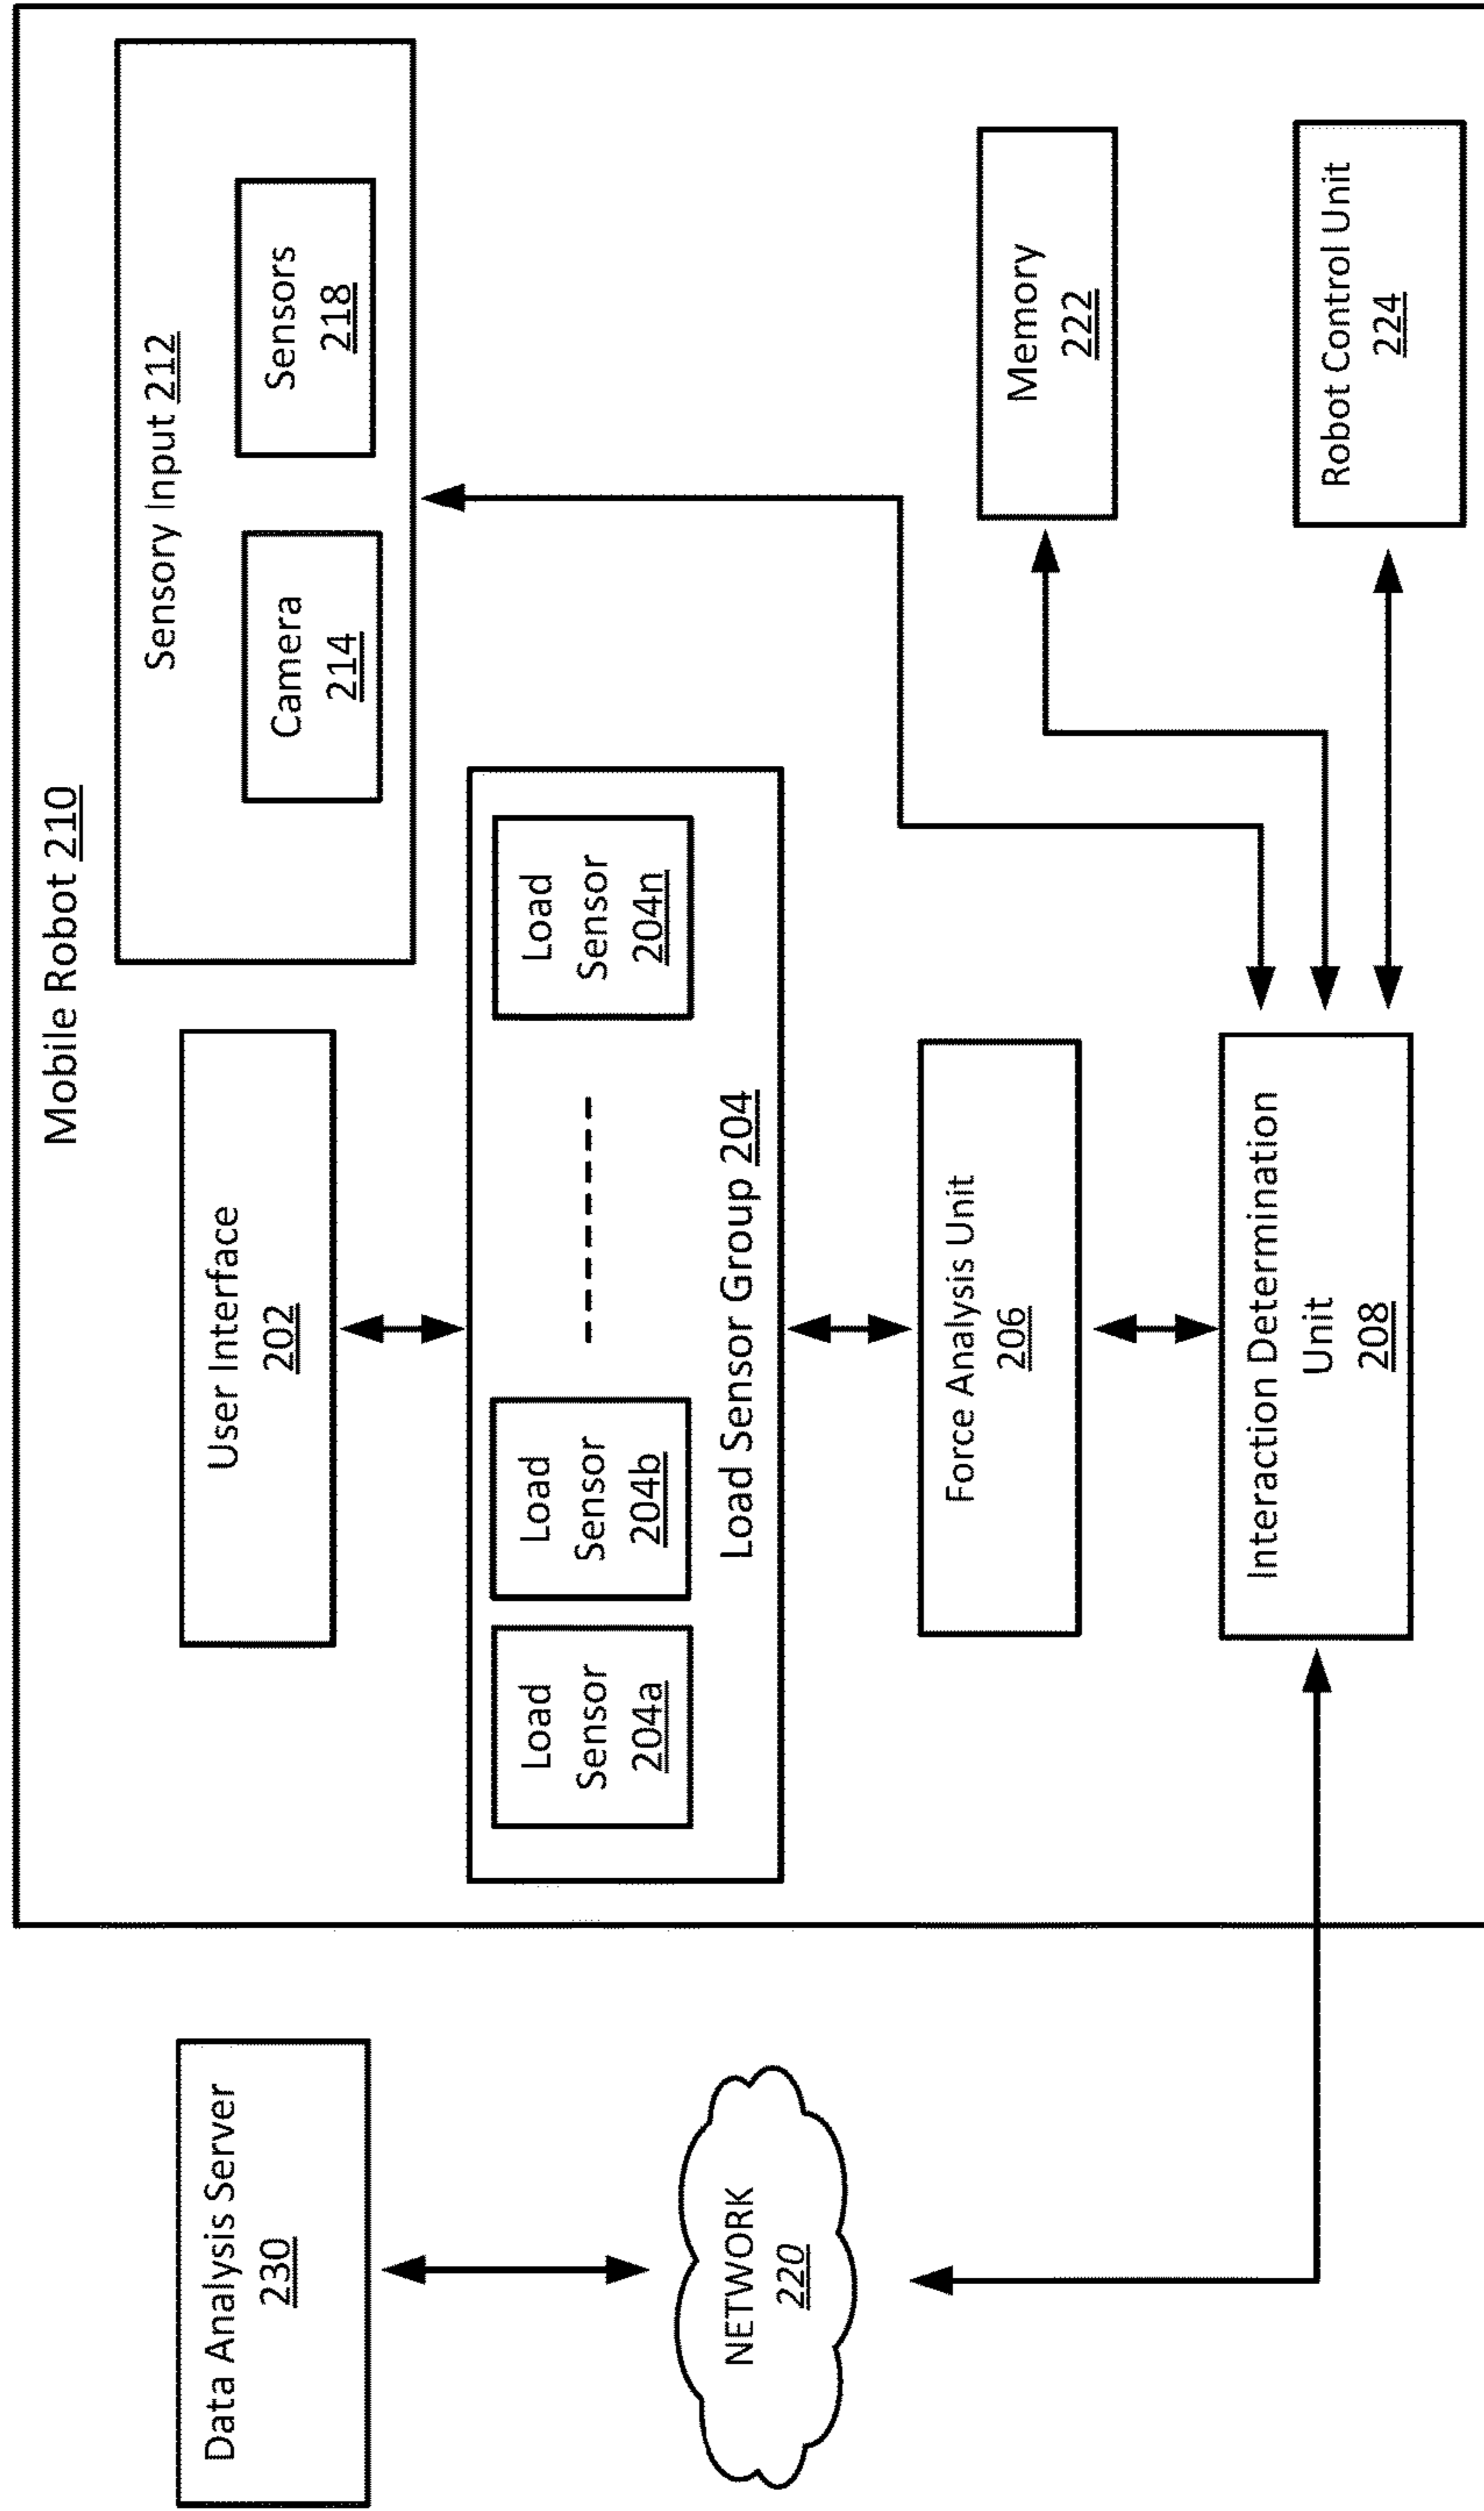 Mobile Robot 210
Data Analysis Server
230
NETWORK
220
User Interface
202
Sensory Input 212
Camera
214
Sensors
218
Load
Sensor
204a
Load
Sensor
204b
Load
Sensor
204n
Load Sensor Group 204
Force Analysis Unit
206
Interaction Determination
Unit
208
Memory
222
Robot Control Unit
224